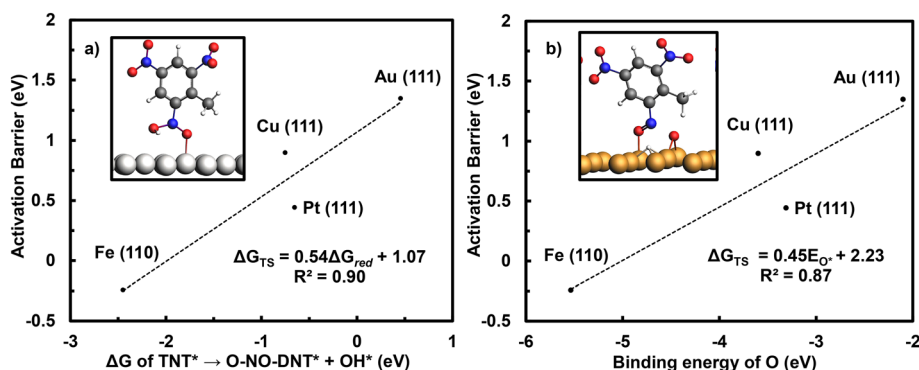 a)
Activation Barrier (eV)
2
1.5
1
0.5
0
-0.5
Au (111)
Cu (111)
Pt (111)
Fe (110)
ΔG_TS = 0.54ΔG_red + 1.07
R² = 0.90
-3 -2 -1 0 1
ΔG of TNT* → O-NO-DNT* + OH* (eV)
b)
Activation Barrier (eV)
2
1.5
1
0.5
0
-0.5
Au (111)
Cu (111)
Pt (111)
Fe (110)
ΔG_TS = 0.45E_O* + 2.23
R² = 0.87
-6 -5 -4 -3 -2
Binding energy of O (eV)